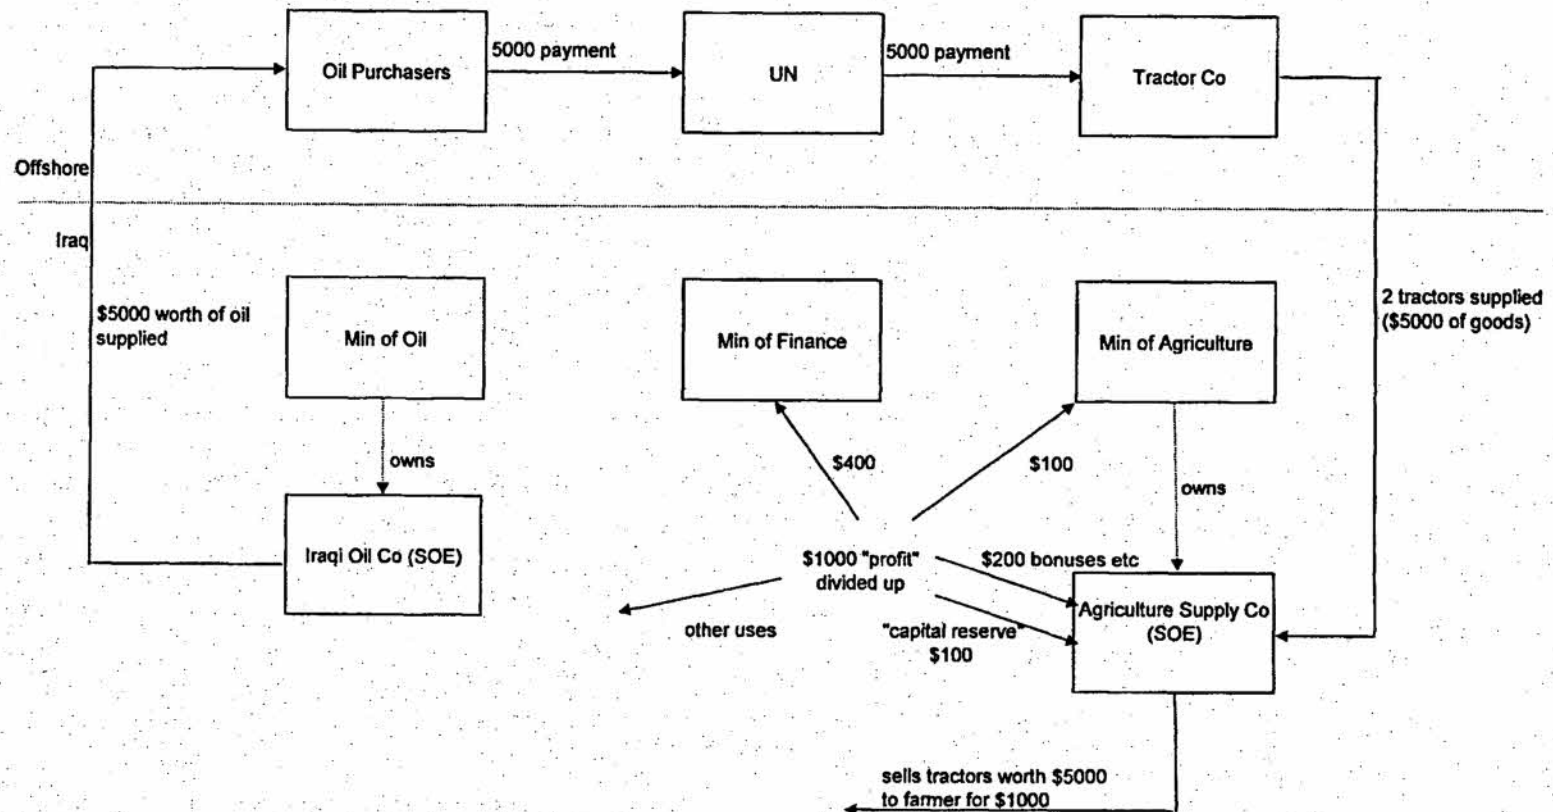 Oil Purchasers
5000 payment
UN
5000 payment
Tractor Co
Offshore
Iraq
$5000 worth of oil
supplied
Min of Oil
Min of Finance
Min of Agriculture
2 tractors supplied
($5000 of goods)
owns
$400
$100
owns
Iraqi Oil Co (SOE)
$1000 "profit"
divided up
$200 bonuses etc
other uses
"capital reserve"
$100
Agriculture Supply Co
(SOE)
sells tractors worth $5000
to farmer for $1000